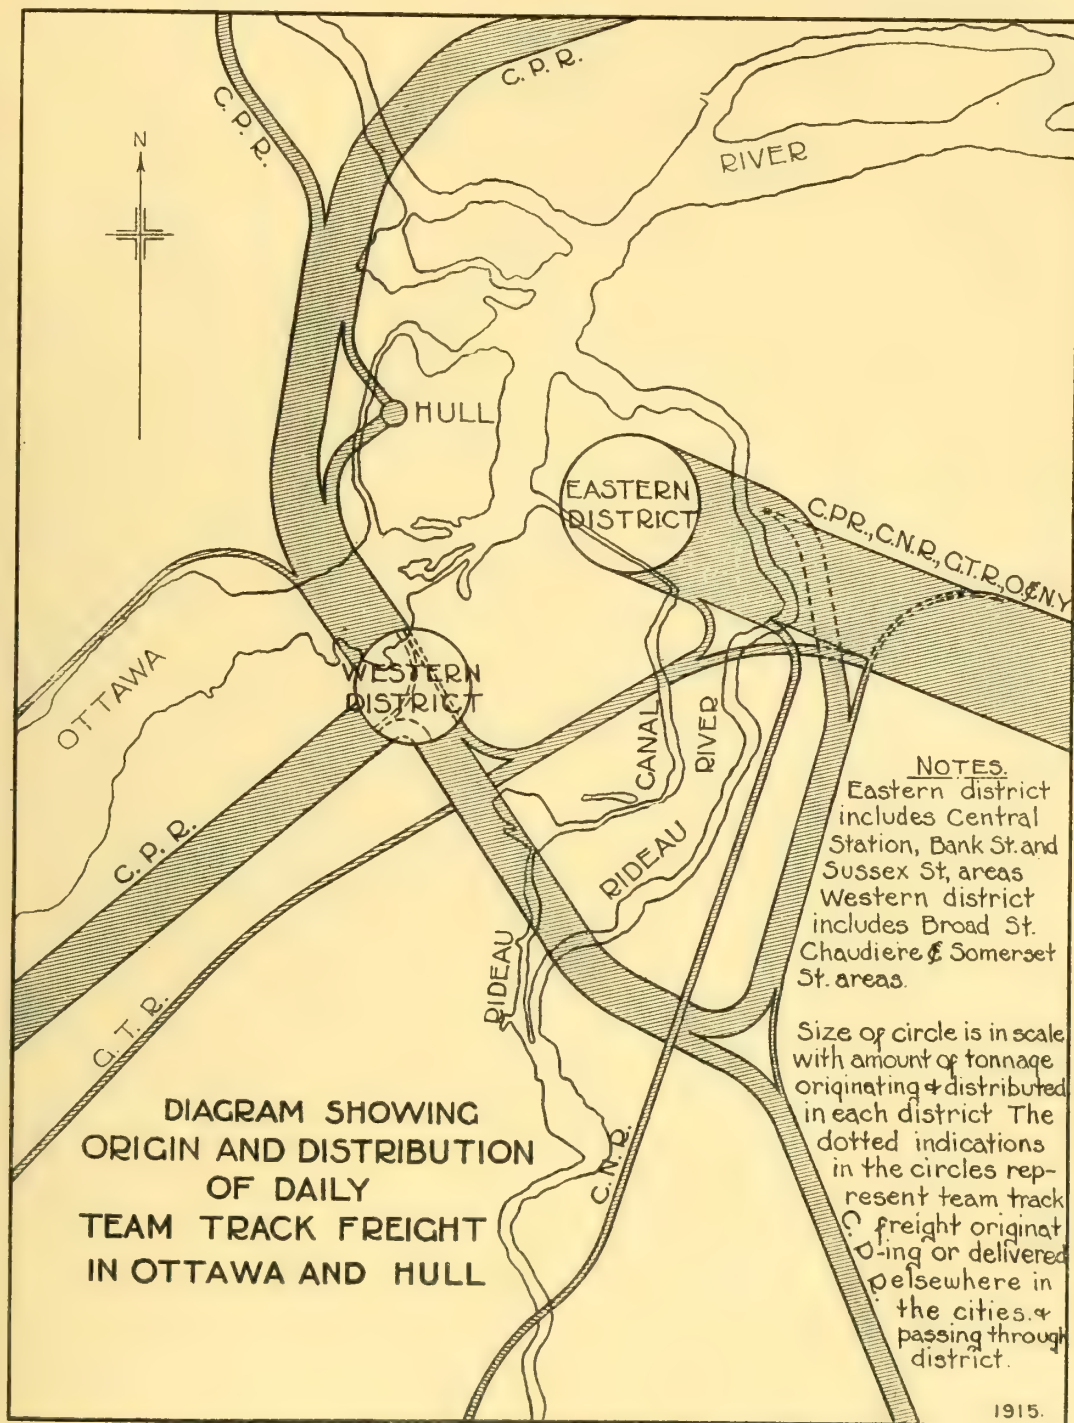 C. P. R.
C. P. R.
N
RIVER
HULL
EASTERN
DISTRICT
C.P.R., C.N.R., G.T.R., O.&N.Y
OTTAWA
WESTERN
DISTRICT
CANAL
RIVER
RIDEAU
C. P. R.
RIDEAU
G. T. R.
C.N.R.
C. P. R.
NOTES.
Eastern district
includes Central
Station, Bank St. and
Sussex St, areas
Western district
includes Broad St.
Chaudiere & Somerset
St. areas.
Size of circle is in scale
with amount of tonnage
originating & distributed
in each district The
dotted indications
in the circles rep-
resent team track
freight originat
-ing or delivered
elsewhere in
the cities. &
passing through
district.
DIAGRAM SHOWING
ORIGIN AND DISTRIBUTION
OF DAILY
TEAM TRACK FREIGHT
IN OTTAWA AND HULL
1915.